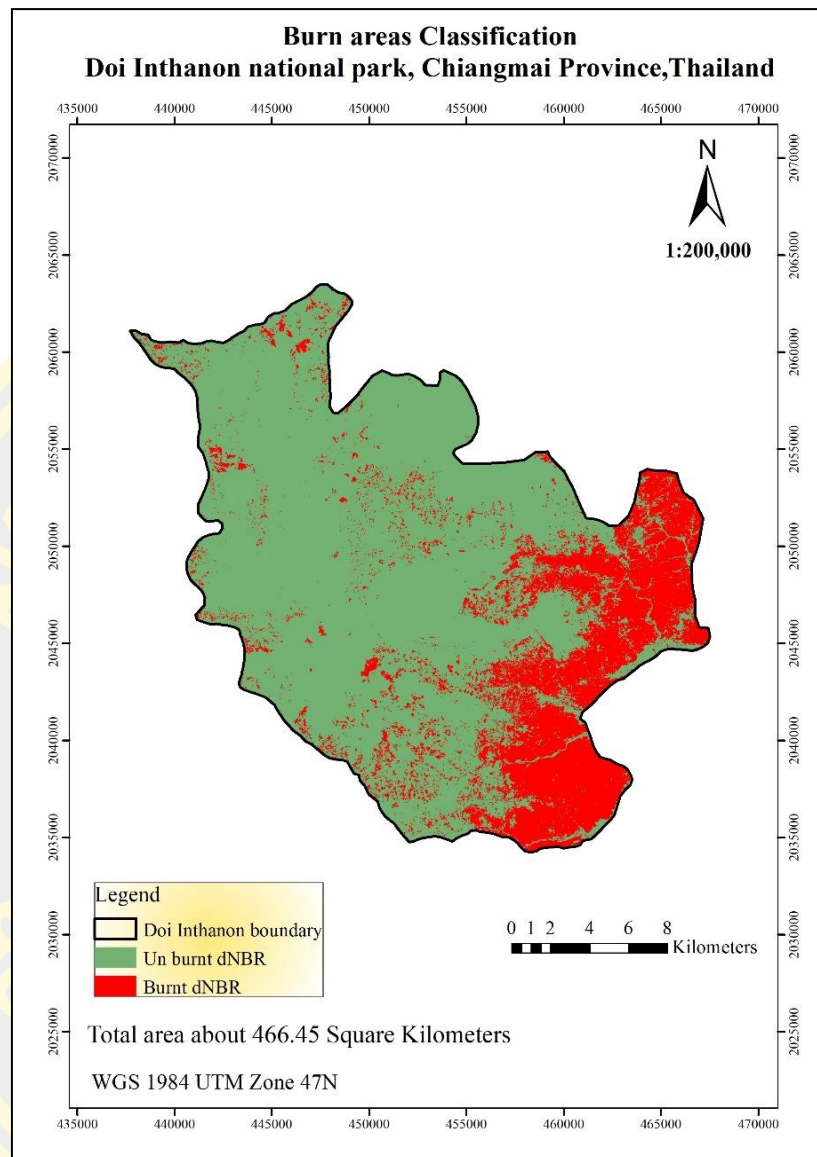 Burn areas Classification
Doi Inthanon national park, Chiangmai Province,Thailand
435000 440000 445000 450000 455000 460000 465000 470000
2070000 2070000
N
1:200,000
2065000 2065000
2060000 2060000
2055000 2055000
2050000 2050000
2045000 2045000
2040000 2040000
2035000 2035000
Legend
Doi Inthanon boundary
Un burnt dNBR
Burnt dNBR
0 1 2 4 6 8
Kilometers
2030000 2030000
2025000 2025000
Total area about 466.45 Square Kilometers
WGS 1984 UTM Zone 47N
435000 440000 445000 450000 455000 460000 465000 470000